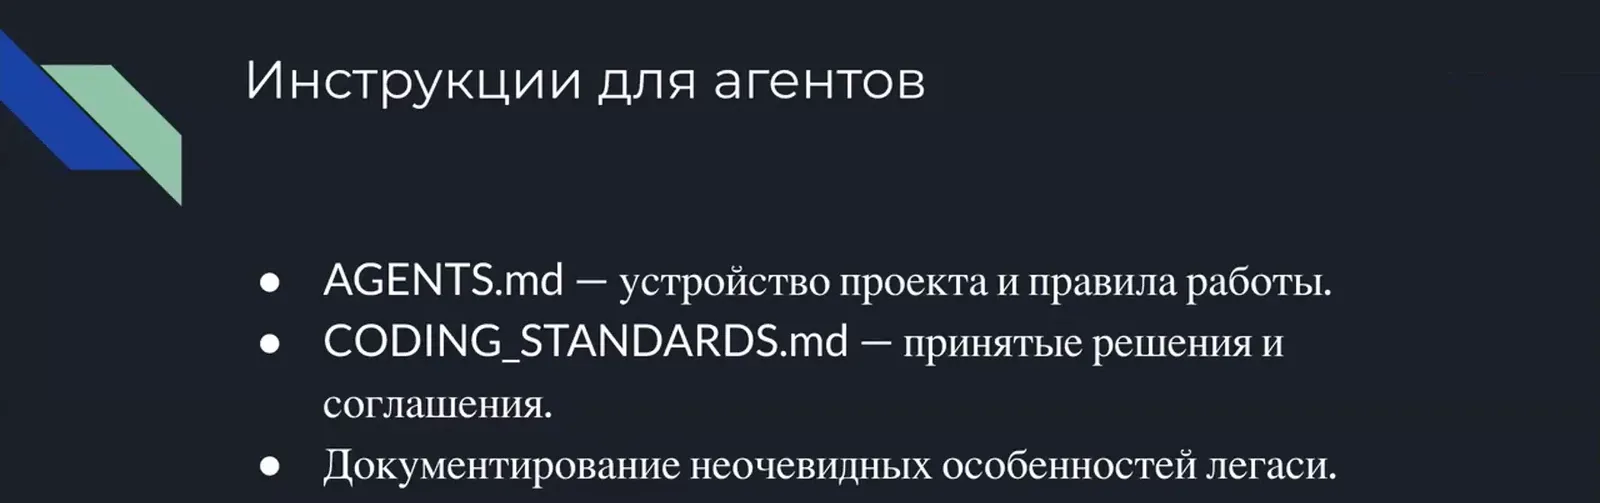 Инструкции для агентов
● AGENTS.md — устройство проекта и правила работы.
● CODING_STANDARDS.md — принятые решения и
соглашения.
● Документирование неочевидных особенностей легаси.